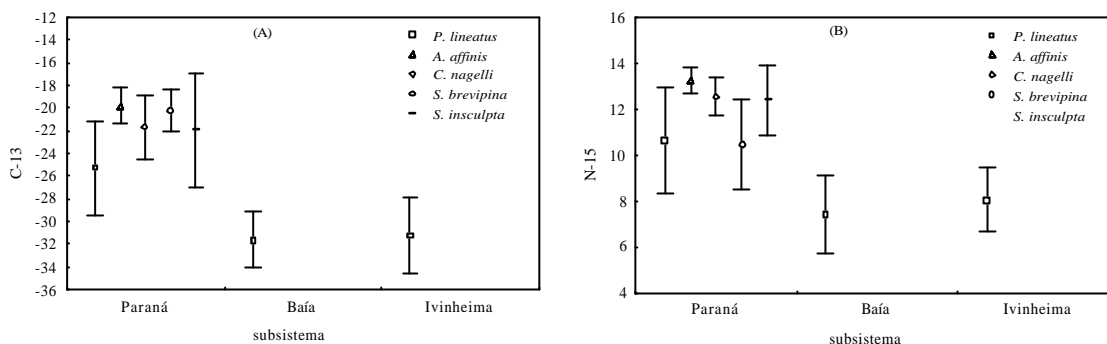 (A)
-12
-14
-16
-18
-20
-22
-24
-26
-28
-30
-32
-34
-36
C-13
P. lineatus
A. affinis
C. nagelli
S. brevipina
S. insculpta
Paraná Baía Ivinheima
subsistema
(B)
16
14
12
10
8
6
4
N-15
P. lineatus
A. affinis
C. nagelli
S. brevipina
S. insculpta
Paraná Baía Ivinheima
subsistema